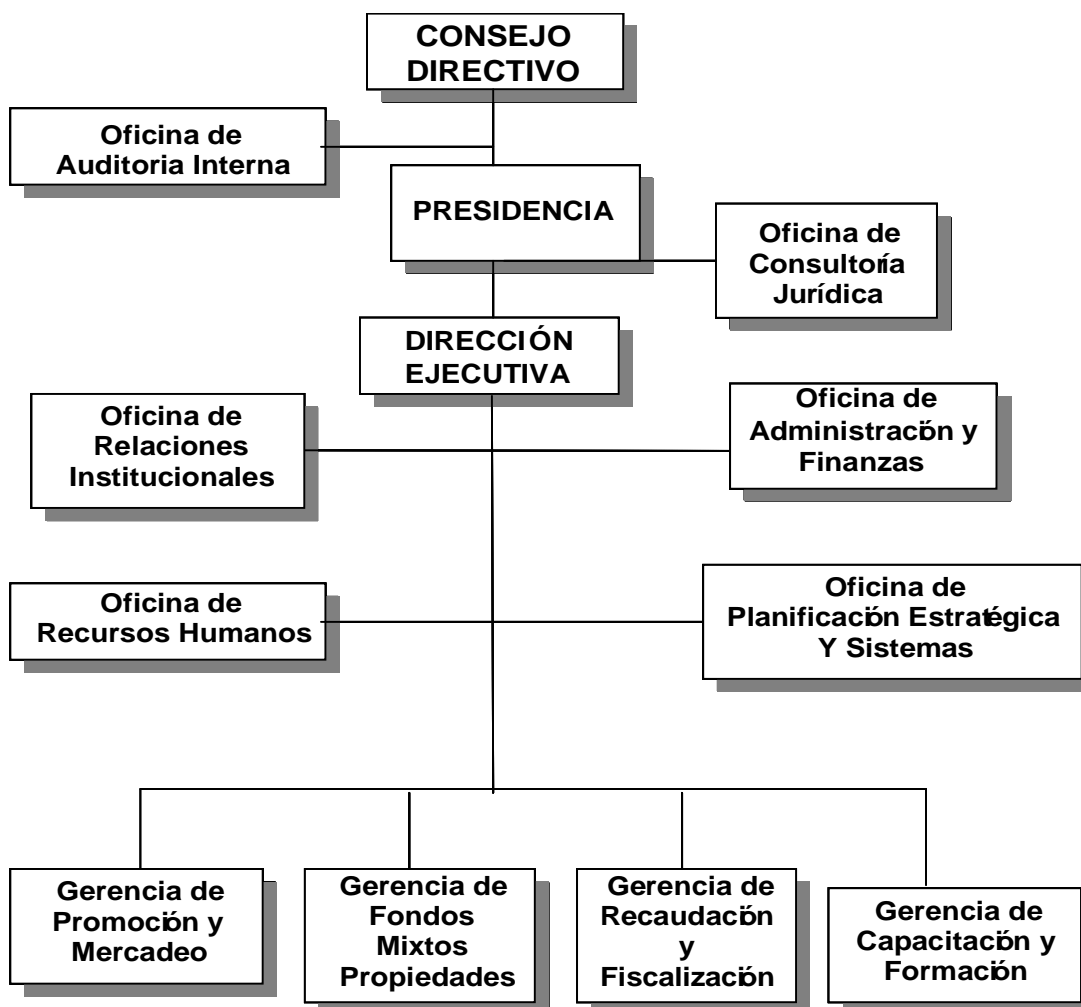 CONSEJO
DIRECTIVO
Oficina de
Auditoria Interna
PRESIDENCIA
Oficina de
Consultoría
Jurídica
DIRECCIÓN
EJECUTIVA
Oficina de
Relaciones
Institucionales
Oficina de
Administración y
Finanzas
Oficina de
Recursos Humanos
Oficina de
Planificación Estratégica
Y Sistemas
Gerencia de
Promoción y
Mercadeo
Gerencia de
Fondos
Mixtos
Propiedades
Gerencia de
Recaudación
y
Fiscalización
Gerencia de
Capacitación y
Formación